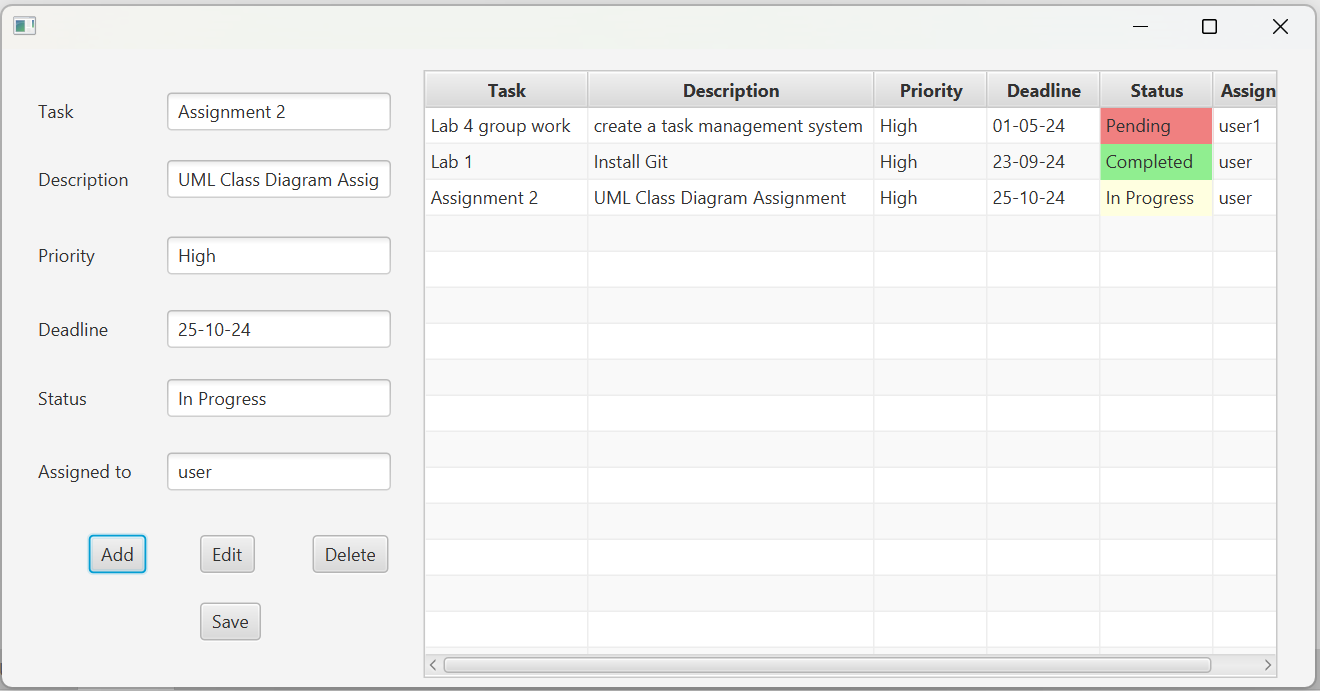 Task Assignment 2
Description UML Class Diagram Assig
Priority High
Deadline 25-10-24
Status In Progress
Assigned to user
Add Edit Delete
Save
Task Description Priority Deadline Status Assign
Lab 4 group work create a task management system High 01-05-24 Pending user1
Lab 1 Install Git High 23-09-24 Completed user
Assignment 2 UML Class Diagram Assignment High 25-10-24 In Progress user